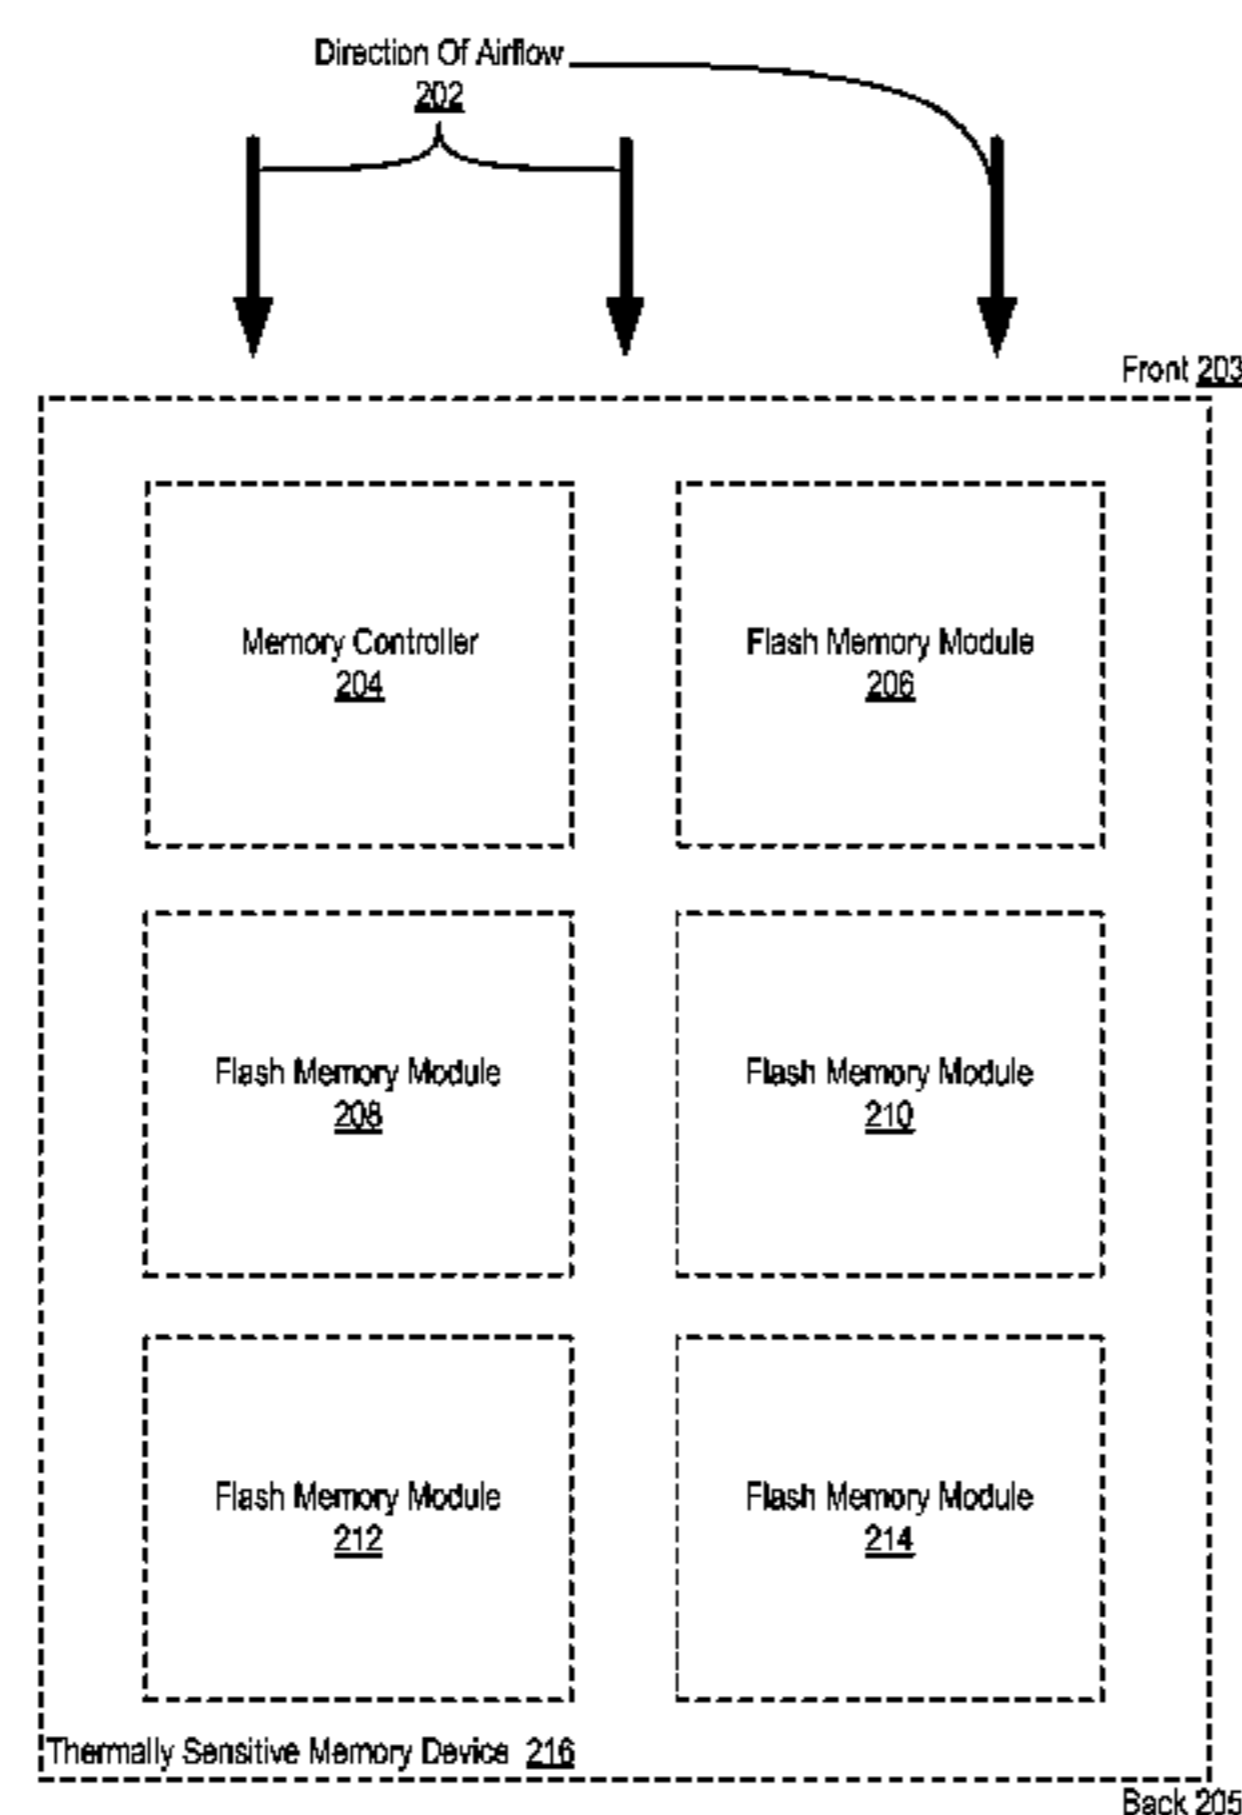 Direction Of Airflow
202
Front 203
Memory Controller
204
Flash Memory Module
206
Flash Memory Module
208
Flash Memory Module
210
Flash Memory Module
212
Flash Memory Module
214
Thermally Sensitive Memory Device 216
Back 205